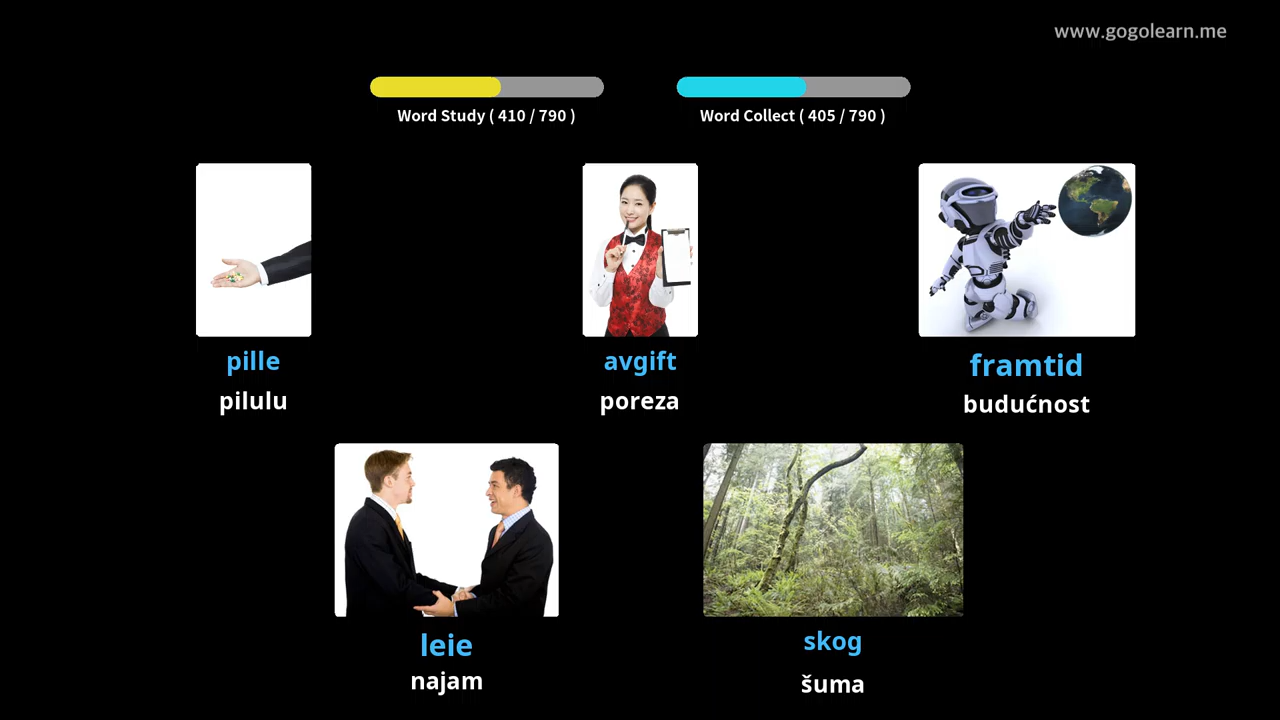 www.gogolearn.me
Word Study ( 410 / 790 )
Word Collect ( 405 / 790 )
pille
pilulu
avgift
poreza
framtid
budućnost
leie
najam
skog
šuma